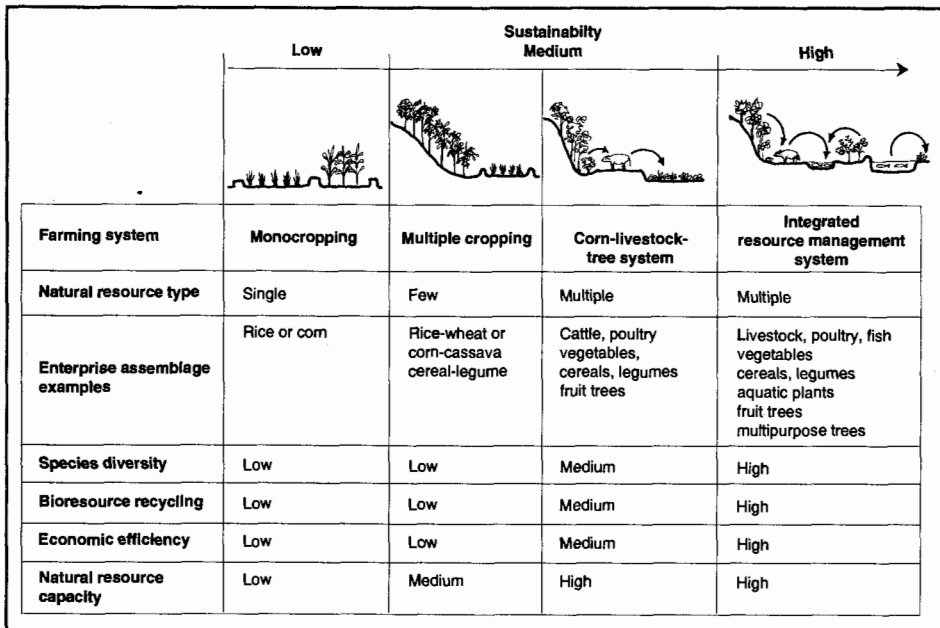 Sustainabilty
Low Medium High
Farming system Monocropping Multiple cropping Corn-livestock- Integrated
tree system resource management
system
Natural resource type Single Few Multiple Multiple
Rice or corn Rice-wheat or Cattle, poultry Livestock, poultry, fish
corn-cassava vegetables, vegetables
Enterprise assemblage cereal-legume cereals, legumes cereals, legumes
examples fruit trees aquatic plants
fruit trees
multipurpose trees
Species diversity Low Low Medium High
Bioresource recycling Low Low Medium High
Economic efficiency Low Low Medium High
Natural resource Low Medium High High
capacity